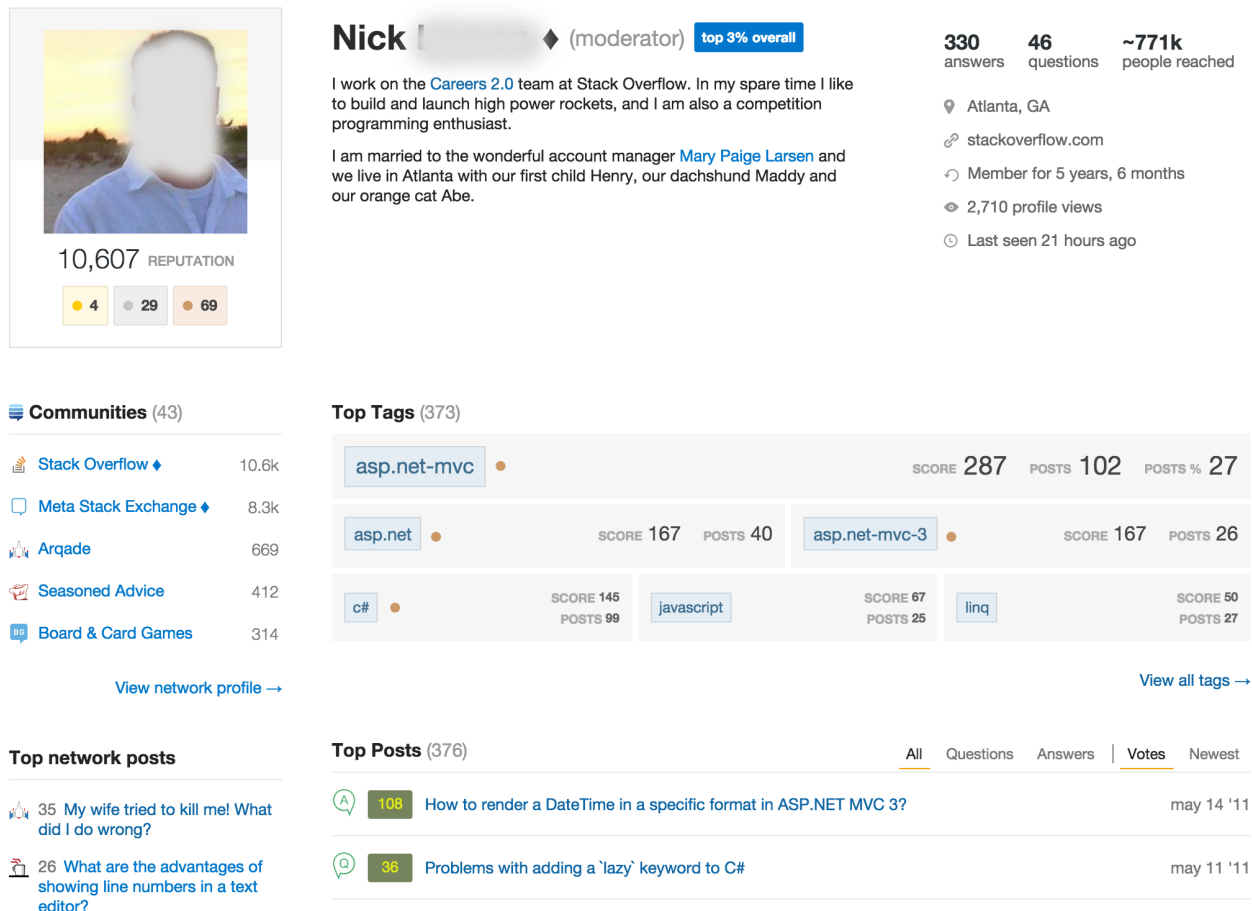 Nick (moderator) top 3% overall
I work on the Careers 2.0 team at Stack Overflow. In my spare time I like
to build and launch high power rockets, and I am also a competition
programming enthusiast.
I am married to the wonderful account manager Mary Paige Larsen and
we live in Atlanta with our first child Henry, our dachshund Maddy and
our orange cat Abe.
330 46 ~771k
answers questions people reached
Atlanta, GA
stackoverflow.com
Member for 5 years, 6 months
2,710 profile views
Last seen 21 hours ago
10,607 REPUTATION
4 29 69
Communities (43)
Stack Overflow 10.6k
Meta Stack Exchange 8.3k
Arqade 669
Seasoned Advice 412
BG Board & Card Games 314
View network profile →
Top Tags (373)
asp.net-mvc SCORE 287 POSTS 102 POSTS % 27
asp.net SCORE 167 POSTS 40 asp.net-mvc-3 SCORE 167 POSTS 26
c# SCORE 145 POSTS 99 javascript SCORE 67 POSTS 25 linq SCORE 50 POSTS 27
View all tags →
Top network posts
35 My wife tried to kill me! What
did I do wrong?
26 What are the advantages of
showing line numbers in a text
editor?
Top Posts (376) All Questions Answers | Votes Newest
A 108 How to render a DateTime in a specific format in ASP.NET MVC 3? may 14 '11
Q 36 Problems with adding a `lazy` keyword to C# may 11 '11